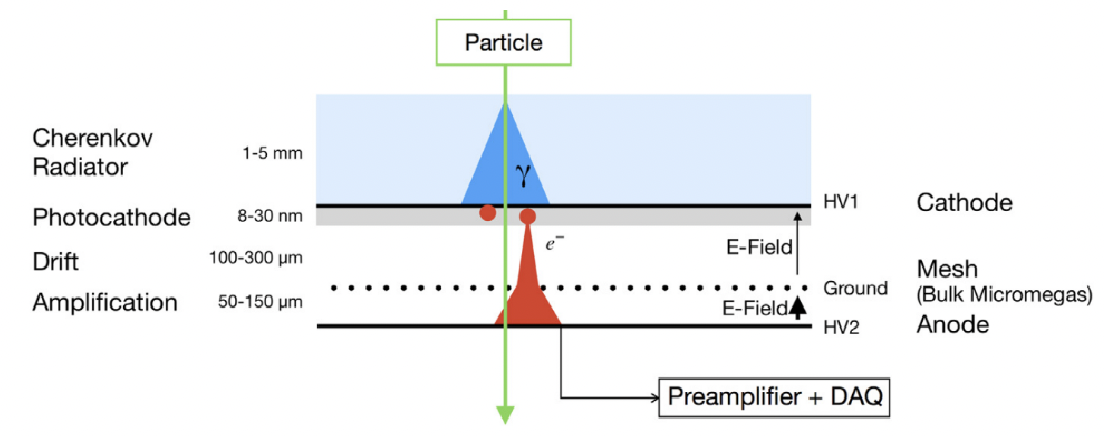 Particle
Cherenkov
Radiator
1-5 mm
γ
HV1
Cathode
Photocathode
8-30 nm
e⁻
E-Field
Drift
100-300 μm
Mesh
(Bulk Micromegas)
Ground
Amplification
50-150 μm
E-Field
HV2
Anode
Preamplifier + DAQ